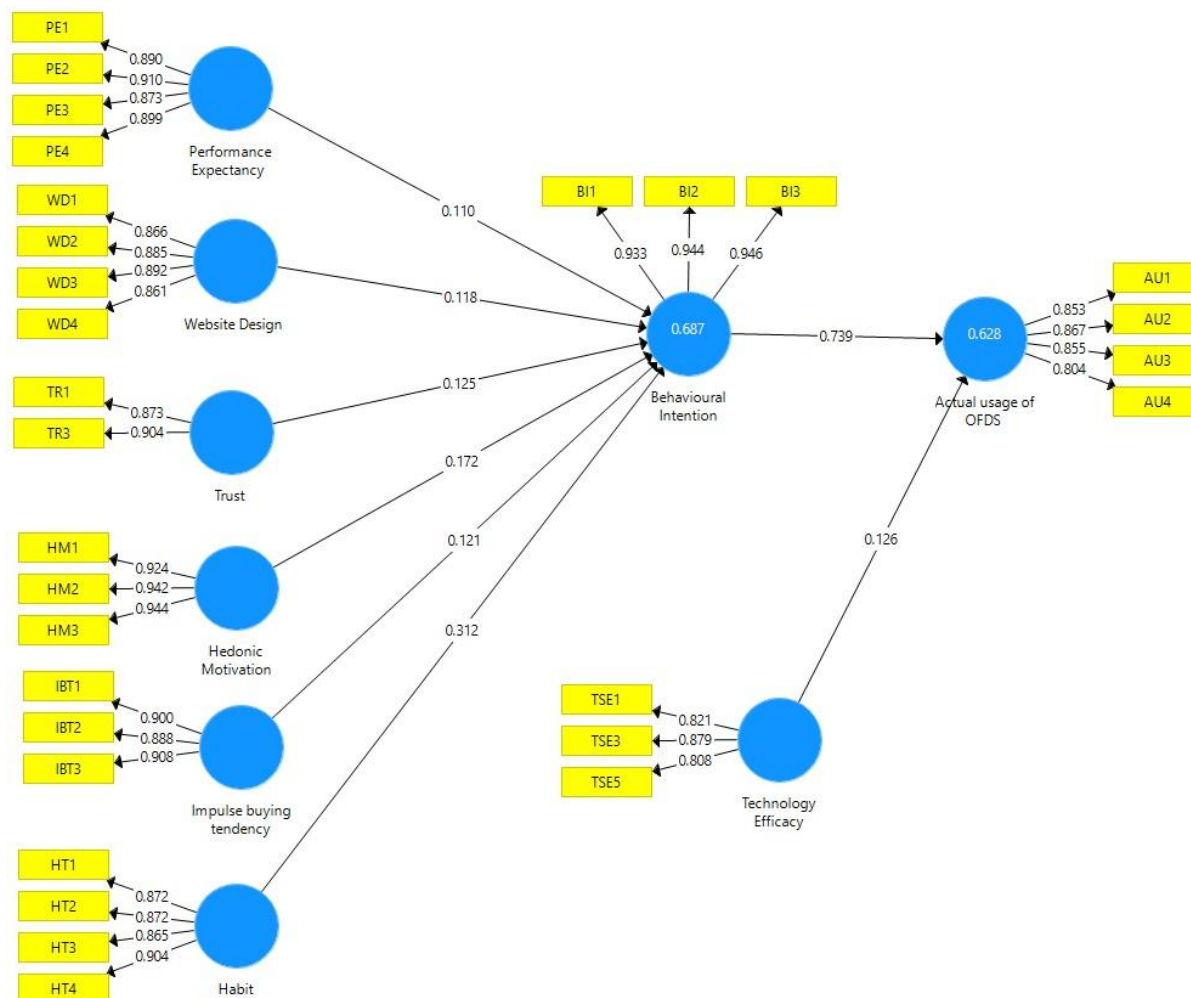 PE1
0.890
PE2
0.910
PE3
0.873
0.899
PE4
Performance
Expectancy
0.110
WD1
0.866
WD2
0.885
WD3
0.892
0.861
WD4
Website Design
0.118
TR1
0.873
TR3
0.904
Trust
0.125
HM1
0.924
HM2
0.942
HM3
0.944
Hedonic
Motivation
0.172
IBT1
0.900
IBT2
0.888
IBT3
0.908
Impulse buying
tendency
0.121
HT1
0.872
HT2
0.872
HT3
0.865
0.904
HT4
Habit
0.312
BI1
BI2
BI3
0.933
0.944
0.946
0.687
Behavioural
Intention
0.739
0.628
Actual usage of
OFDS
AU1
0.853
AU2
0.867
AU3
0.855
0.804
AU4
0.126
TSE1
0.821
TSE3
0.879
TSE5
0.808
Technology
Efficacy